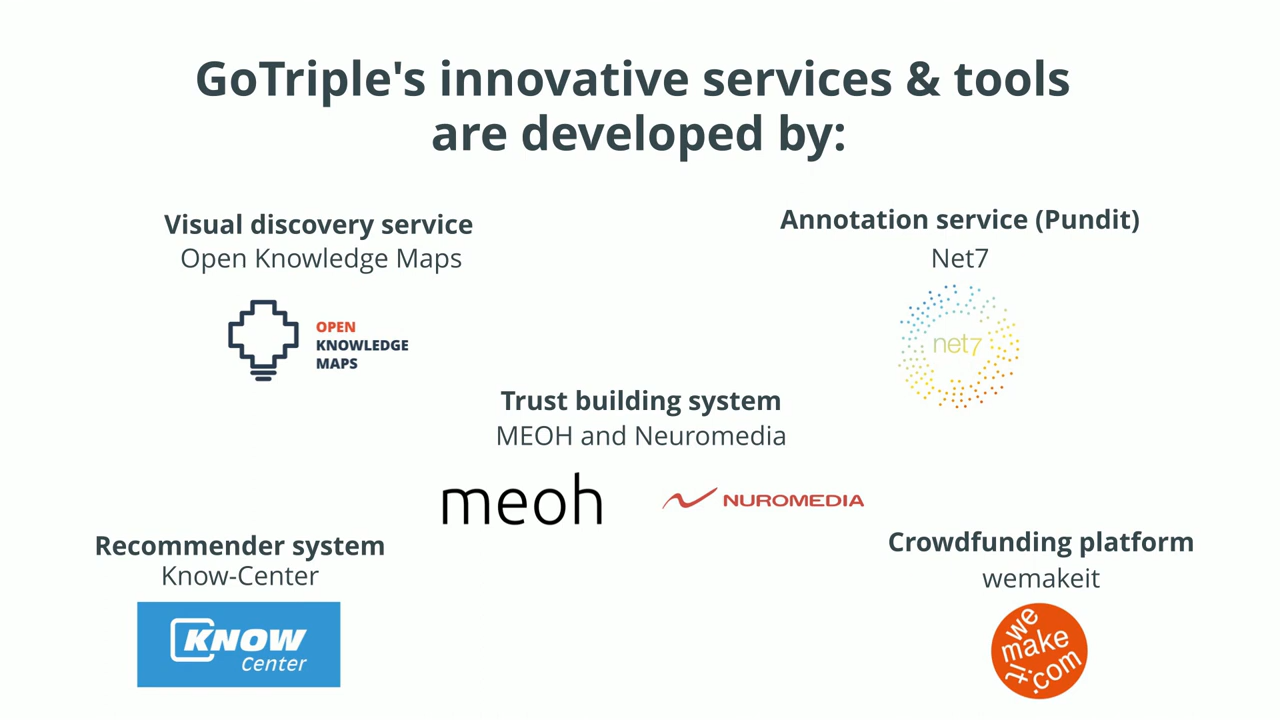 GoTriple's innovative services & tools
are developed by:
Visual discovery service
Open Knowledge Maps
OPEN
KNOWLEDGE
MAPS
Annotation service (Pundit)
Net7
net7
Trust building system
MEOH and Neuromedia
meoh
NUROMEDIA
Recommender system
Know-Center
KNOW
Center
Crowdfunding platform
wemakeit
we
make
it
.com